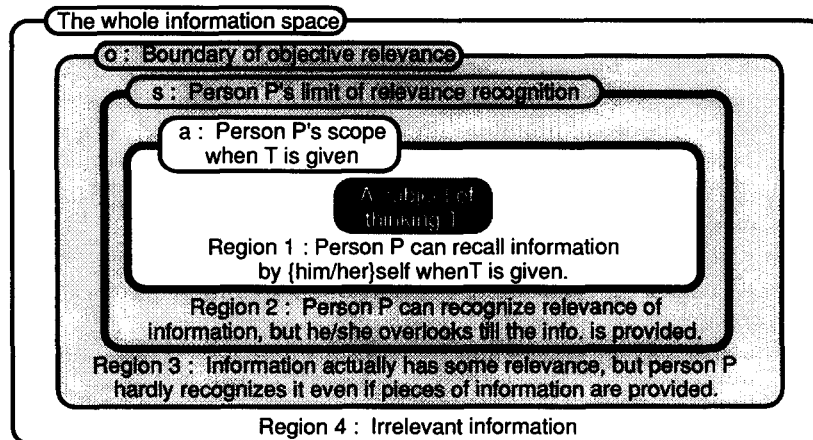 The whole information space
o : Boundary of objective relevance
s : Person P's limit of relevance recognition
a : Person P's scope
when T is given
A subject of
thinking T
Region 1 : Person P can recall information
by {him/her}self whenT is given.
Region 2 : Person P can recognize relevance of
information, but he/she overlooks till the info. is provided.
Region 3 : Information actually has some relevance, but person P
hardly recognizes it even if pieces of information are provided.
Region 4 : Irrelevant information